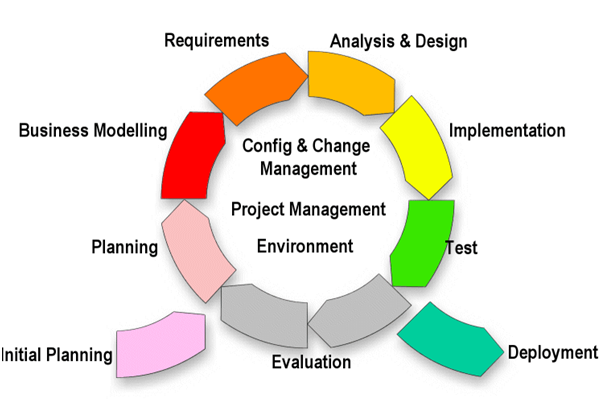 Requirements
Analysis & Design
Business Modelling
Implementation
Config & Change
Management
Project Management
Planning
Environment
Test
Initial Planning
Evaluation
Deployment